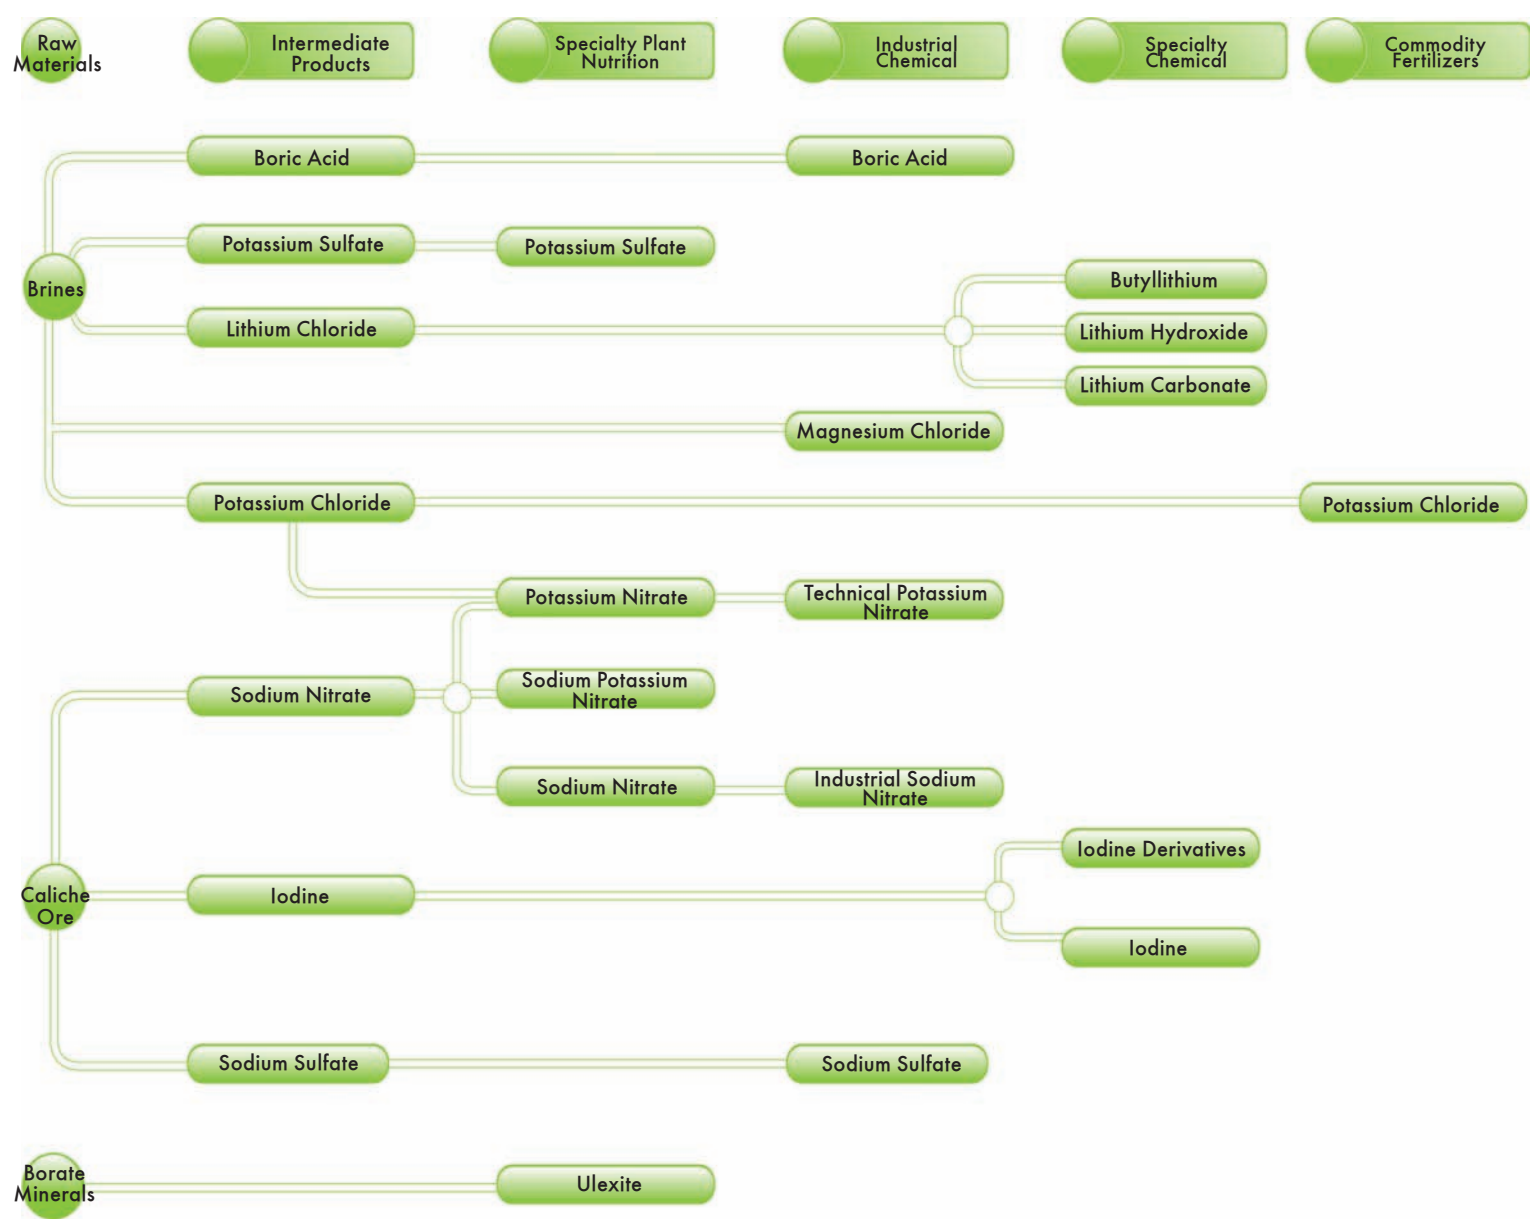 Raw
Materials
Intermediate
Products
Specialty Plant
Nutrition
Industrial
Chemical
Specialty
Chemical
Commodity
Fertilizers
Boric Acid
Boric Acid
Potassium Sulfate
Potassium Sulfate
Brines
Butyllithium
Lithium Chloride
Lithium Hydroxide
Lithium Carbonate
Magnesium Chloride
Potassium Chloride
Potassium Chloride
Potassium Nitrate
Technical Potassium
Nitrate
Sodium Nitrate
Sodium Potassium
Nitrate
Sodium Nitrate
Industrial Sodium
Nitrate
Iodine Derivatives
Caliche
Ore
Iodine
Iodine
Sodium Sulfate
Sodium Sulfate
Borate
Minerals
Ulexite